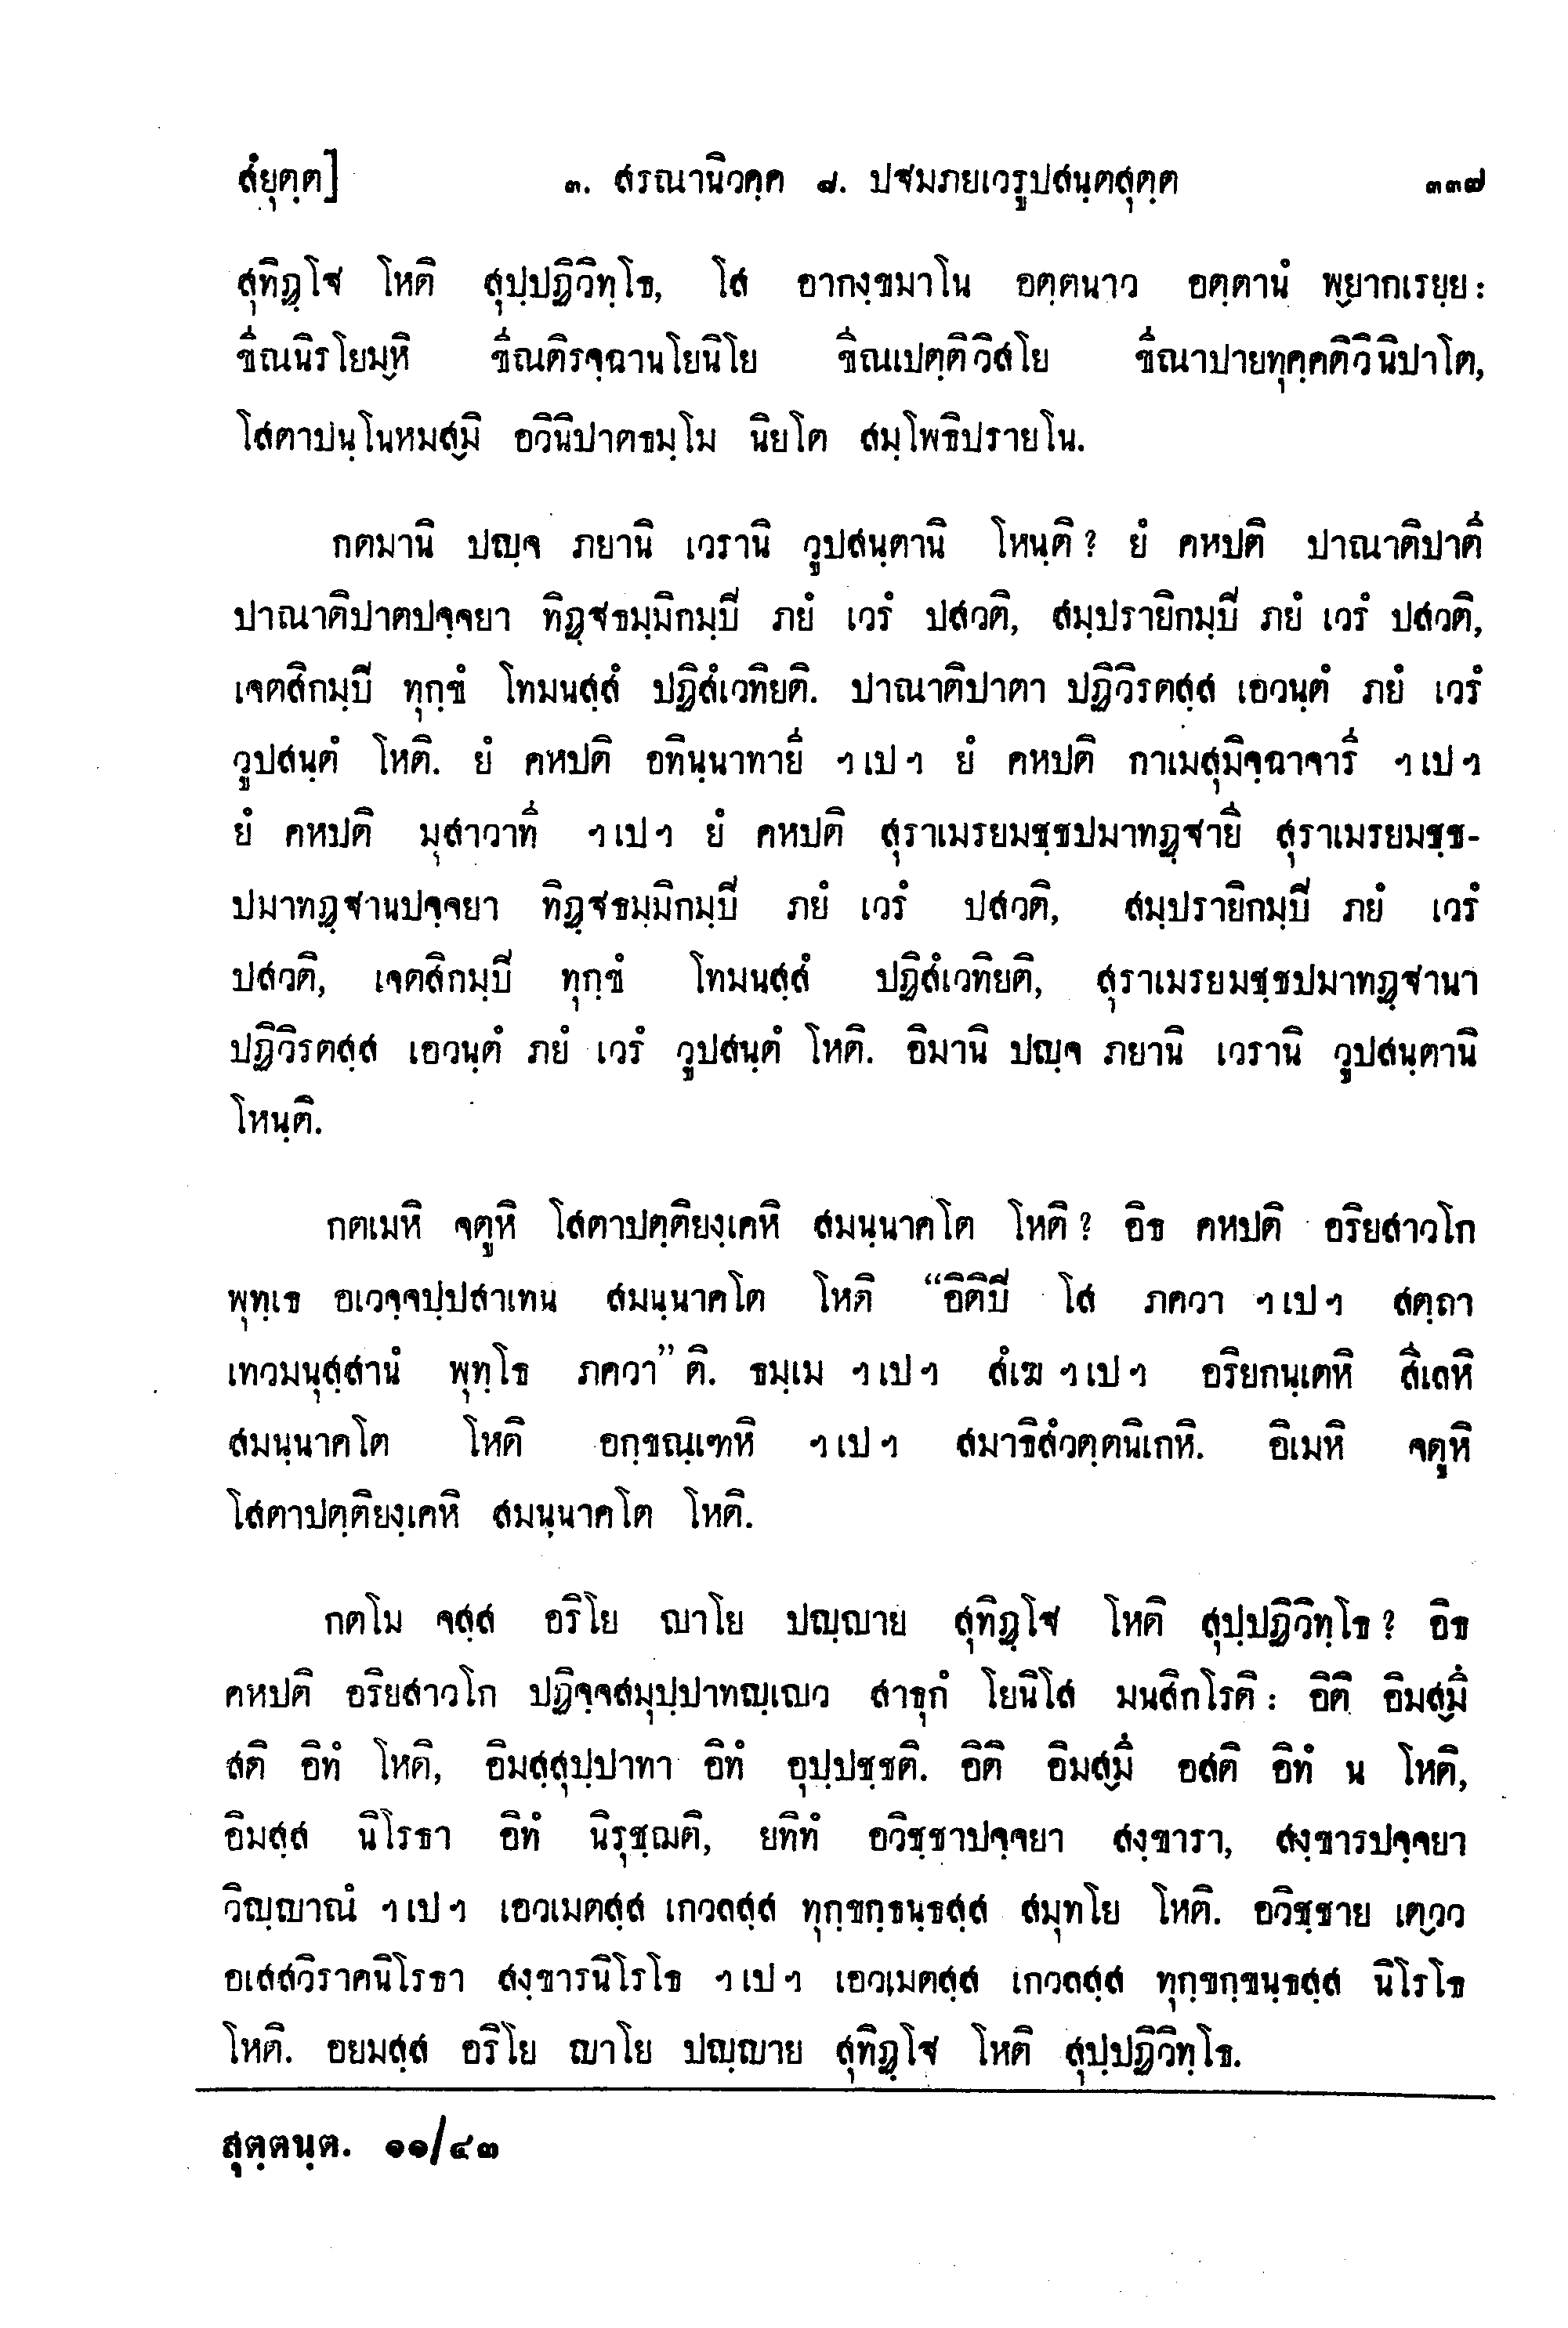 สํยุตฺต] ๓. สรณานิวคฺค ๘. ปฐมภยเวรูปสนฺตสุตฺต ๓๓๗
สุทิฏฺโฐ โหติ สุปฺปฏิวิทฺโธ, โส อากงฺขมาโน อตฺตนาว อตฺตานํ พฺยากเรยฺย:
ขีณนิรโยมฺหิ ขีณติรจฺฉานโยนิโย ขีณเปตฺติวิสโย ขีณาปายทุคฺคติวินิปาโต,
โสตาปนฺโนหมสฺมิ อวินิปาตธมฺโม นิยโต สมฺโพธิปรายโน.
กตมานิ ปญฺจ ภยานิ เวรานิ วูปสนฺตานิ โหนฺติ? ยํ คหปติ ปาณาติปาตี
ปาณาติปาตปจฺจยา ทิฏฺฐธมฺมิกมฺปิ ภยํ เวรํ ปสวติ, สมฺปรายิกมฺปิ ภยํ เวรํ ปสวติ,
เจตสิกมฺปิ ทุกฺขํ โทมนสฺสํ ปฏิสํเวทิยติ. ปาณาติปาตา ปฏิวิรตสฺส เอวนฺตํ ภยํ เวรํ
วูปสนฺตํ โหติ. ยํ คหปติ อทินฺนาทายี ฯเปฯ ยํ คหปติ กาเมสุมิจฺฉาจารี ฯเปฯ
ยํ คหปติ มุสาวาที ฯเปฯ ยํ คหปติ สุราเมรยมชฺชปมาทฏฺฐายี สุราเมรยมชฺช-
ปมาทฏฺฐานปจฺจยา ทิฏฺฐธมฺมิกมฺปิ ภยํ เวรํ ปสวติ, สมฺปรายิกมฺปิ ภยํ เวรํ
ปสวติ, เจตสิกมฺปิ ทุกฺขํ โทมนสฺสํ ปฏิสํเวทิยติ, สุราเมรยมชฺชปมาทฏฺฐานา
ปฏิวิรตสฺส เอวนฺตํ ภยํ เวรํ วูปสนฺตํ โหติ. อิมานิ ปญฺจ ภยานิ เวรานิ วูปสนฺตานิ
โหนฺติ.
กตเมหิ จตูหิ โสตาปตฺติยงฺเคหิ สมนฺนาคโต โหติ? อิธ คหปติ อริยสาวโก
พุทฺเธ อเวจฺจปฺปสาเทน สมนฺนาคโต โหติ “อิติปิ โส ภควา ฯเปฯ สตฺถา
เทวมนุสฺสานํ พุทฺโธ ภควา” ติ. ธมฺเม ฯเปฯ สํเฆ ฯเปฯ อริยกนฺเตหิ สีเลหิ
สมนฺนาคโต โหติ อกฺขณฺเฑหิ ฯเปฯ สมาธิสํวตฺตนิเกหิ. อิเมหิ จตูหิ
โสตาปตฺติยงฺเคหิ สมนฺนาคโต โหติ.
กตโม จสฺส อริโย ญาโย ปญฺญาย สุทิฏฺโฐ โหติ สุปฺปฏิวิทฺโธ? อิธ
คหปติ อริยสาวโก ปฏิจฺจสมุปฺปาทญฺเญว สาธุกํ โยนิโส มนสิกโรติ: อิติ อิมสฺมึ
สติ อิทํ โหติ, อิมสฺสุปฺปาทา อิทํ อุปฺปชฺชติ. อิติ อิมสฺมึ อสติ อิทํ น โหติ,
อิมสฺส นิโรธา อิทํ นิรุชฺฌติ, ยทิทํ อวิชฺชาปจฺจยา สงฺขารา, สงฺขารปจฺจยา
วิญฺญาณํ ฯเปฯ เอวเมตสฺส เกวลสฺส ทุกฺขกฺธนฺธสฺส สมุทโย โหติ. อวิชฺชาย เตฺวว
อเสสวิราคนิโรธา สงฺขารนิโรโธ ฯเปฯ เอวเมตสฺส เกวลสฺส ทุกฺขกฺขนฺธสฺส นิโรโธ
โหติ. อยมสฺส อริโย ญาโย ปญฺญาย สุทิฏฺโฐ โหติ สุปฺปฏิวิทฺโธ.
สุตฺตนฺต. ๑๑/๔๓